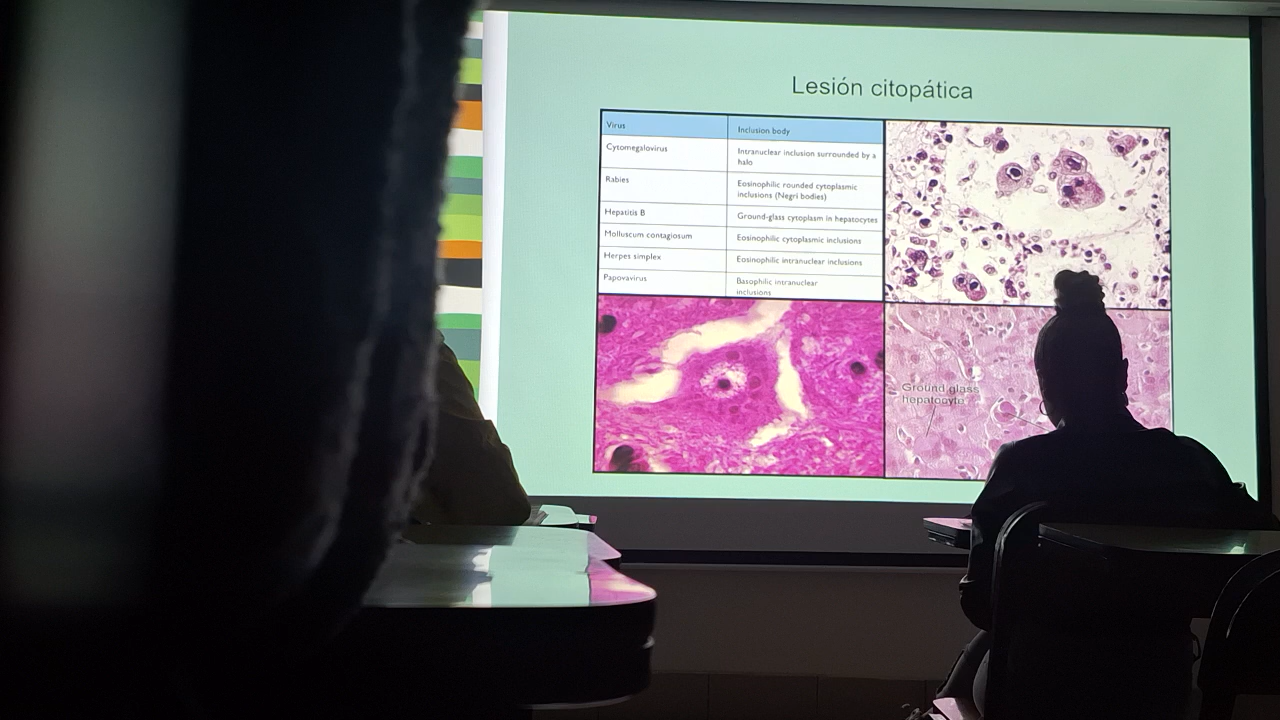 Lesión citopática
Virus
Inclusion body
Cytomegalovirus
Intranuclear inclusion surrounded by a
halo
Rabies
Eosinophilic rounded cytoplasmic
inclusions (Negri bodies)
Hepatitis B
Ground-glass cytoplasm in hepatocytes
Molluscum contagiosum
Eosinophilic cytoplasmic inclusions
Herpes simplex
Eosinophilic intranuclear inclusions
Papovavirus
Basophilic intranuclear
inclusions
Ground glass
hepatocyte